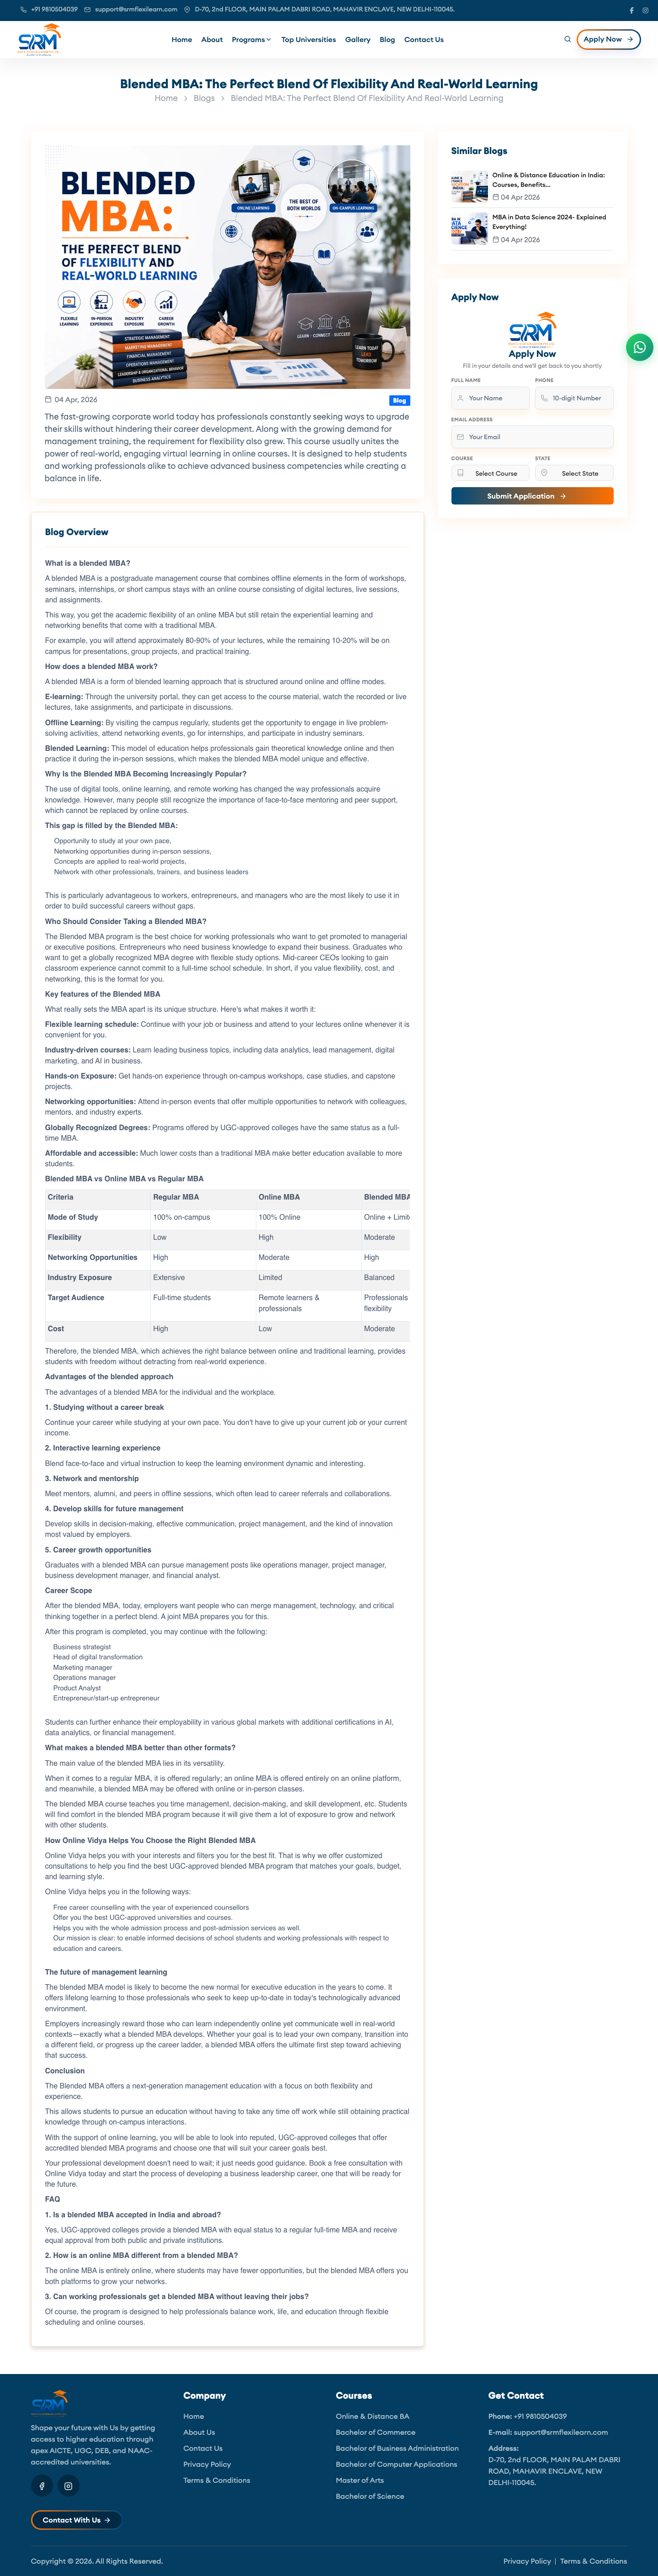 +91 9810504039 support@srmflexilearn.com D-70, 2nd FLOOR, MAIN PALAM DABRI ROAD, MAHAVIR ENCLAVE, NEW DELHI-110045.
SRM
Home About Programs Top Universities Gallery Blog Contact Us
Apply Now →
Blended MBA: The Perfect Blend Of Flexibility And Real-World Learning
Home > Blogs > Blended MBA: The Perfect Blend Of Flexibility And Real-World Learning
BLENDED
MBA:
THE PERFECT BLEND
OF FLEXIBILITY AND
REAL-WORLD LEARNING
ONLINE LEARNING
THE BEST OF
BOTH WORLDS
ON-CAMPUS LEARNING
FLEXIBLE
LEARNING
IN-PERSON
EXPERIENCE
INDUSTRY
EXPOSURE
CAREER
GROWTH
STRATEGIC MANAGEMENT
MARKETING MANAGEMENT
FINANCIAL MANAGEMENT
OPERATIONS MANAGEMENT
LEADERSHIP & ORGANIZATIONAL BEHAVIOR
BUSINESS ANALYTICS
LEARN TODAY
LEAD
TOMORROW
04 Apr, 2026
Blog
The fast-growing corporate world today has professionals constantly seeking ways to upgrade
their skills without hindering their career development. Along with the growing demand for
management training, the requirement for flexibility also grew. This course usually unites the
power of real-world, engaging virtual learning in online courses. It is designed to help students
and working professionals alike to achieve advanced business competencies while creating a
balance in life.
Similar Blogs
Online & Distance Education in India:
Courses, Benefits...
04 Apr 2026
MBA in Data Science 2024- Explained
Everything!
04 Apr 2026
Apply Now
SRM
Apply Now
Fill in your details and we'll get back to you shortly
FULL NAME PHONE
Your Name 10-digit Number
EMAIL ADDRESS
Your Email
COURSE STATE
Select Course Select State
Submit Application →
Blog Overview
What is a blended MBA?
A blended MBA is a postgraduate management course that combines offline elements in the form of workshops,
seminars, internships, or short campus stays with an online course consisting of digital lectures, live sessions,
and assignments.
This way, you get the academic flexibility of an online MBA but still retain the experiential learning and
networking benefits that come with a traditional MBA.
For example, you will attend approximately 80-90% of your lectures, while the remaining 10-20% will be on
campus for presentations, group projects, and practical training.
How does a blended MBA work?
A blended MBA is a form of blended learning approach that is structured around online and offline modes.
E-learning: Through the university portal, they can get access to the course material, watch the recorded or live
lectures, take assignments, and participate in discussions.
Offline Learning: By visiting the campus regularly, students get the opportunity to engage in live problem-
solving activities, attend networking events, go for internships, and participate in industry seminars.
Blended Learning: This model of education helps professionals gain theoretical knowledge online and then
practice it during the in-person sessions, which makes the blended MBA model unique and effective.
Why Is the Blended MBA Becoming Increasingly Popular?
The use of digital tools, online learning, and remote working has changed the way professionals acquire
knowledge. However, many people still recognize the importance of face-to-face mentoring and peer support,
which cannot be replaced by online courses.
This gap is filled by the Blended MBA:
Opportunity to study at your own pace,
Networking opportunities during in-person sessions,
Concepts are applied to real-world projects,
Network with other professionals, trainers, and business leaders
This is particularly advantageous to workers, entrepreneurs, and managers who are the most likely to use it in
order to build successful careers without gaps.
Who Should Consider Taking a Blended MBA?
The Blended MBA program is the best choice for working professionals who want to get promoted to managerial
or executive positions. Entrepreneurs who need business knowledge to expand their business. Graduates who
want to get a globally recognized MBA degree with flexible study options. Mid-career CEOs looking to gain
classroom experience cannot commit to a full-time school schedule. In short, if you value flexibility, cost, and
networking, this is the format for you.
Key features of the Blended MBA
What really sets the MBA apart is its unique structure. Here's what makes it worth it:
Flexible learning schedule: Continue with your job or business and attend to your lectures online whenever it is
convenient for you.
Industry-driven courses: Learn leading business topics, including data analytics, lead management, digital
marketing, and AI in business.
Hands-on Exposure: Get hands-on experience through on-campus workshops, case studies, and capstone
projects.
Networking opportunities: Attend in-person events that offer multiple opportunities to network with colleagues,
mentors, and industry experts.
Globally Recognized Degrees: Programs offered by UGC-approved colleges have the same status as a full-
time MBA.
Affordable and accessible: Much lower costs than a traditional MBA make better education available to more
students.
Blended MBA vs Online MBA vs Regular MBA
Criteria Regular MBA Online MBA Blended MBA
Mode of Study 100% on-campus 100% Online Online + Limit
Flexibility Low High Moderate
Networking Opportunities High Moderate High
Industry Exposure Extensive Limited Balanced
Target Audience Full-time students Remote learners & Professionals
professionals flexibility
Cost High Low Moderate
Therefore, the blended MBA, which achieves the right balance between online and traditional learning, provides
students with freedom without detracting from real-world experience.
Advantages of the blended approach
The advantages of a blended MBA for the individual and the workplace.
1. Studying without a career break
Continue your career while studying at your own pace. You don't have to give up your current job or your current
income.
2. Interactive learning experience
Blend face-to-face and virtual instruction to keep the learning environment dynamic and interesting.
3. Network and mentorship
Meet mentors, alumni, and peers in offline sessions, which often lead to career referrals and collaborations.
4. Develop skills for future management
Develop skills in decision-making, effective communication, project management, and the kind of innovation
most valued by employers.
5. Career growth opportunities
Graduates with a blended MBA can pursue management posts like operations manager, project manager,
business development manager, and financial analyst.
Career Scope
After the blended MBA, today, employers want people who can merge management, technology, and critical
thinking together in a perfect blend. A joint MBA prepares you for this.
After this program is completed, you may continue with the following:
Business strategist
Head of digital transformation
Marketing manager
Operations manager
Product Analyst
Entrepreneur/start-up entrepreneur
Students can further enhance their employability in various global markets with additional certifications in AI,
data analytics, or financial management.
What makes a blended MBA better than other formats?
The main value of the blended MBA lies in its versatility.
When it comes to a regular MBA, it is offered regularly; an online MBA is offered entirely on an online platform,
and meanwhile, a blended MBA may be offered with online or in-person classes.
The blended MBA course teaches you time management, decision-making, and skill development, etc. Students
will find comfort in the blended MBA program because it will give them a lot of exposure to grow and network
with other students.
How Online Vidya Helps You Choose the Right Blended MBA
Online Vidya helps you with your interests and filters you for the best fit. That is why we offer customized
consultations to help you find the best UGC-approved blended MBA program that matches your goals, budget,
and learning style.
Online Vidya helps you in the following ways:
Free career counselling with the year of experienced counsellors
Offer you the best UGC-approved universities and courses.
Helps you with the whole admission process and post-admission services as well.
Our mission is clear: to enable informed decisions of school students and working professionals with respect to
education and careers.
The future of management learning
The blended MBA model is likely to become the new normal for executive education in the years to come. It
offers lifelong learning to those professionals who seek to keep up-to-date in today's technologically advanced
environment.
Employers increasingly reward those who can learn independently online yet communicate well in real-world
contexts—exactly what a blended MBA develops. Whether your goal is to lead your own company, transition into
a different field, or progress up the career ladder, a blended MBA offers the ultimate first step toward achieving
that success.
Conclusion
The Blended MBA offers a next-generation management education with a focus on both flexibility and
experience.
This allows students to pursue an education without having to take any time off work while still obtaining practical
knowledge through on-campus interactions.
With the support of online learning, you will be able to look into reputed, UGC-approved colleges that offer
accredited blended MBA programs and choose one that will suit your career goals best.
Your professional development doesn't need to wait; it just needs good guidance. Book a free consultation with
Online Vidya today and start the process of developing a business leadership career, one that will be ready for
the future.
FAQ
1. Is a blended MBA accepted in India and abroad?
Yes, UGC-approved colleges provide a blended MBA with equal status to a regular full-time MBA and receive
equal approval from both public and private institutions.
2. How is an online MBA different from a blended MBA?
The online MBA is entirely online, where students may have fewer opportunities, but the blended MBA offers you
both platforms to grow your networks.
3. Can working professionals get a blended MBA without leaving their jobs?
Of course, the program is designed to help professionals balance work, life, and education through flexible
scheduling and online courses.
SRM
Shape your future with Us by getting
access to higher education through
apex AICTE, UGC, DEB, and NAAC-
accredited universities.
Contact With Us →
Company
Home
About Us
Contact Us
Privacy Policy
Terms & Conditions
Courses
Online & Distance BA
Bachelor of Commerce
Bachelor of Business Administration
Bachelor of Computer Applications
Master of Arts
Bachelor of Science
Get Contact
Phone: +91 9810504039
E-mail: support@srmflexilearn.com
Address:
D-70, 2nd FLOOR, MAIN PALAM DABRI
ROAD, MAHAVIR ENCLAVE, NEW
DELHI-110045.
Copyright © 2026. All Rights Reserved.
Privacy Policy | Terms & Conditions